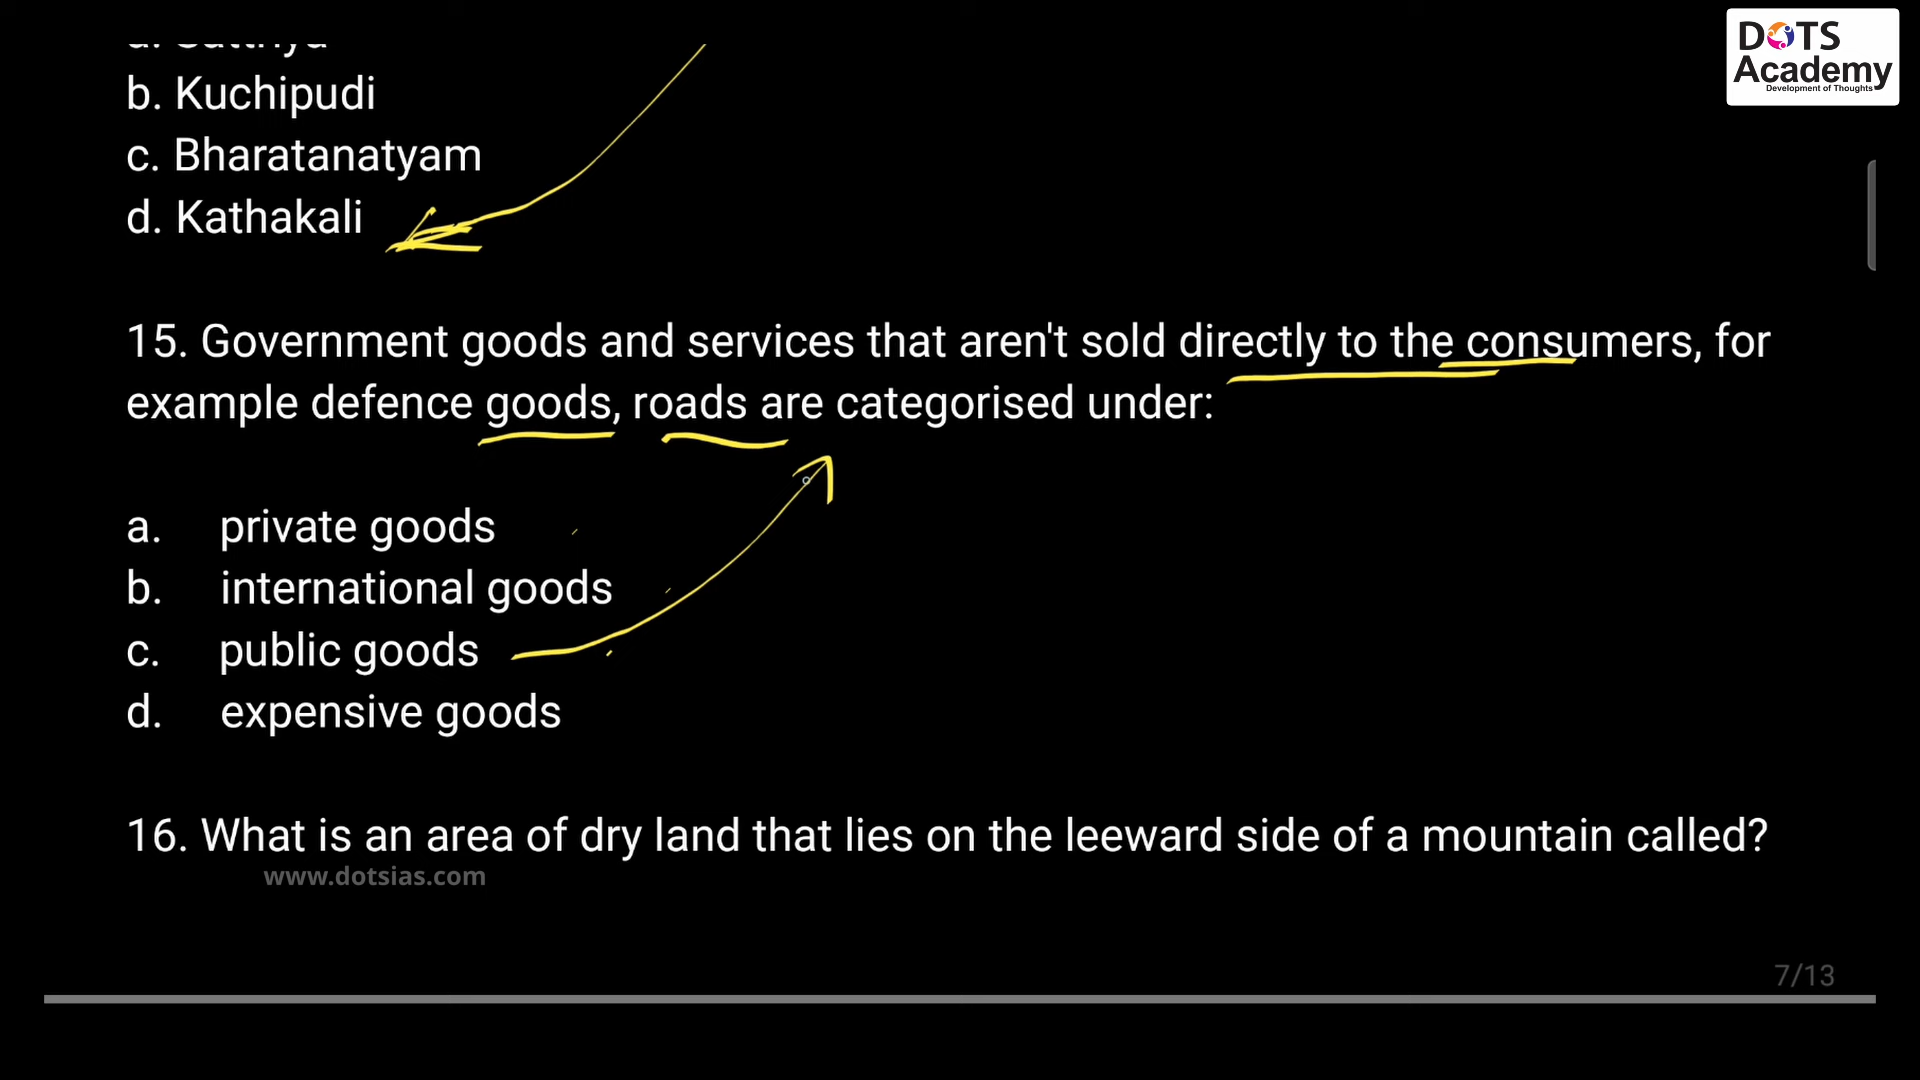 DOTS
Academy
Development of Thoughts
b. Kuchipudi
c. Bharatanatyam
d. Kathakali
15. Government goods and services that aren't sold directly to the consumers, for
example defence goods, roads are categorised under:
a. private goods
b. international goods
c. public goods
d. expensive goods
16. What is an area of dry land that lies on the leeward side of a mountain called?
www.dotsias.com
7/13